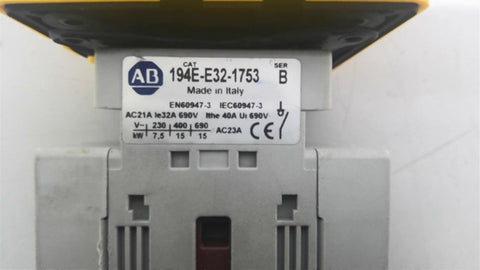 CAT SER
AB 194E-E32-1753 B
Made in Italy
EN60947-3 IEC60947-3
AC21A Ie32A 690V Ithe 40A Ui 690V
V~ 230 400 690 AC23A CE
kW 7,5 15 15